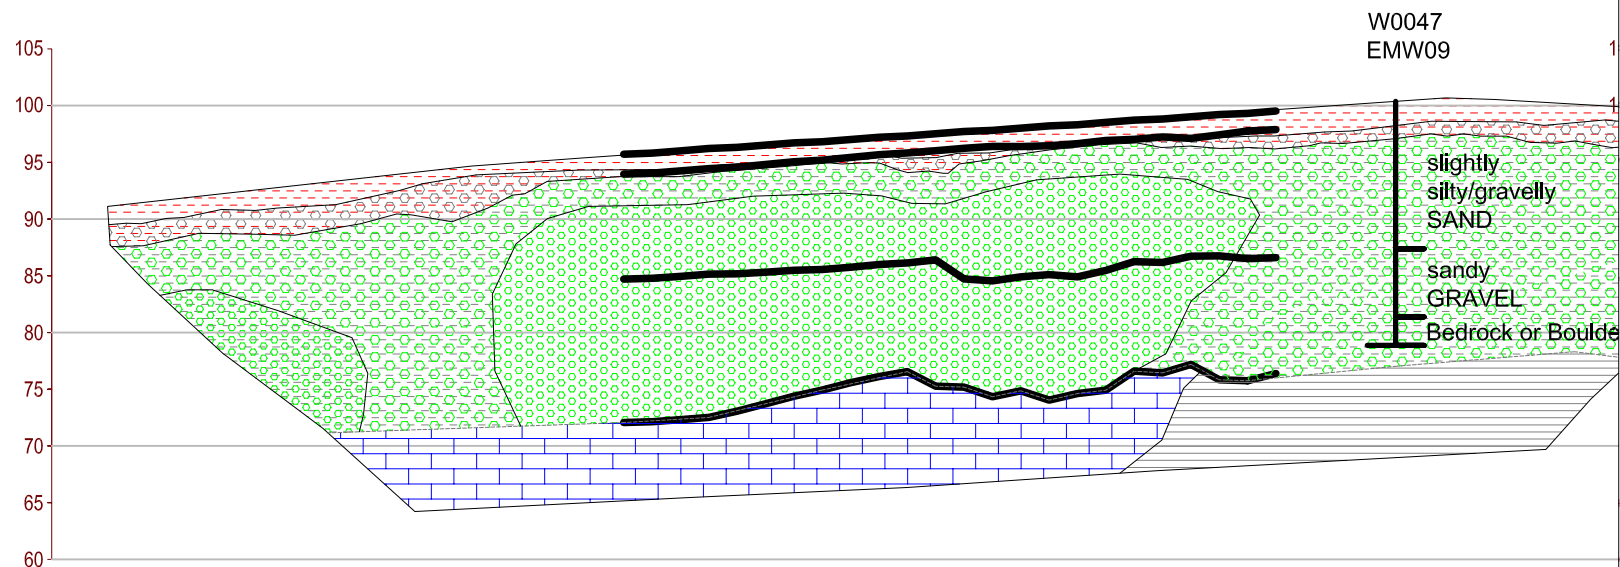 W0047
EMW09
105
100
95
90
85
80
75
70
65
60
slightly
silty/gravelly
SAND
sandy
GRAVEL
Bedrock or Boulde